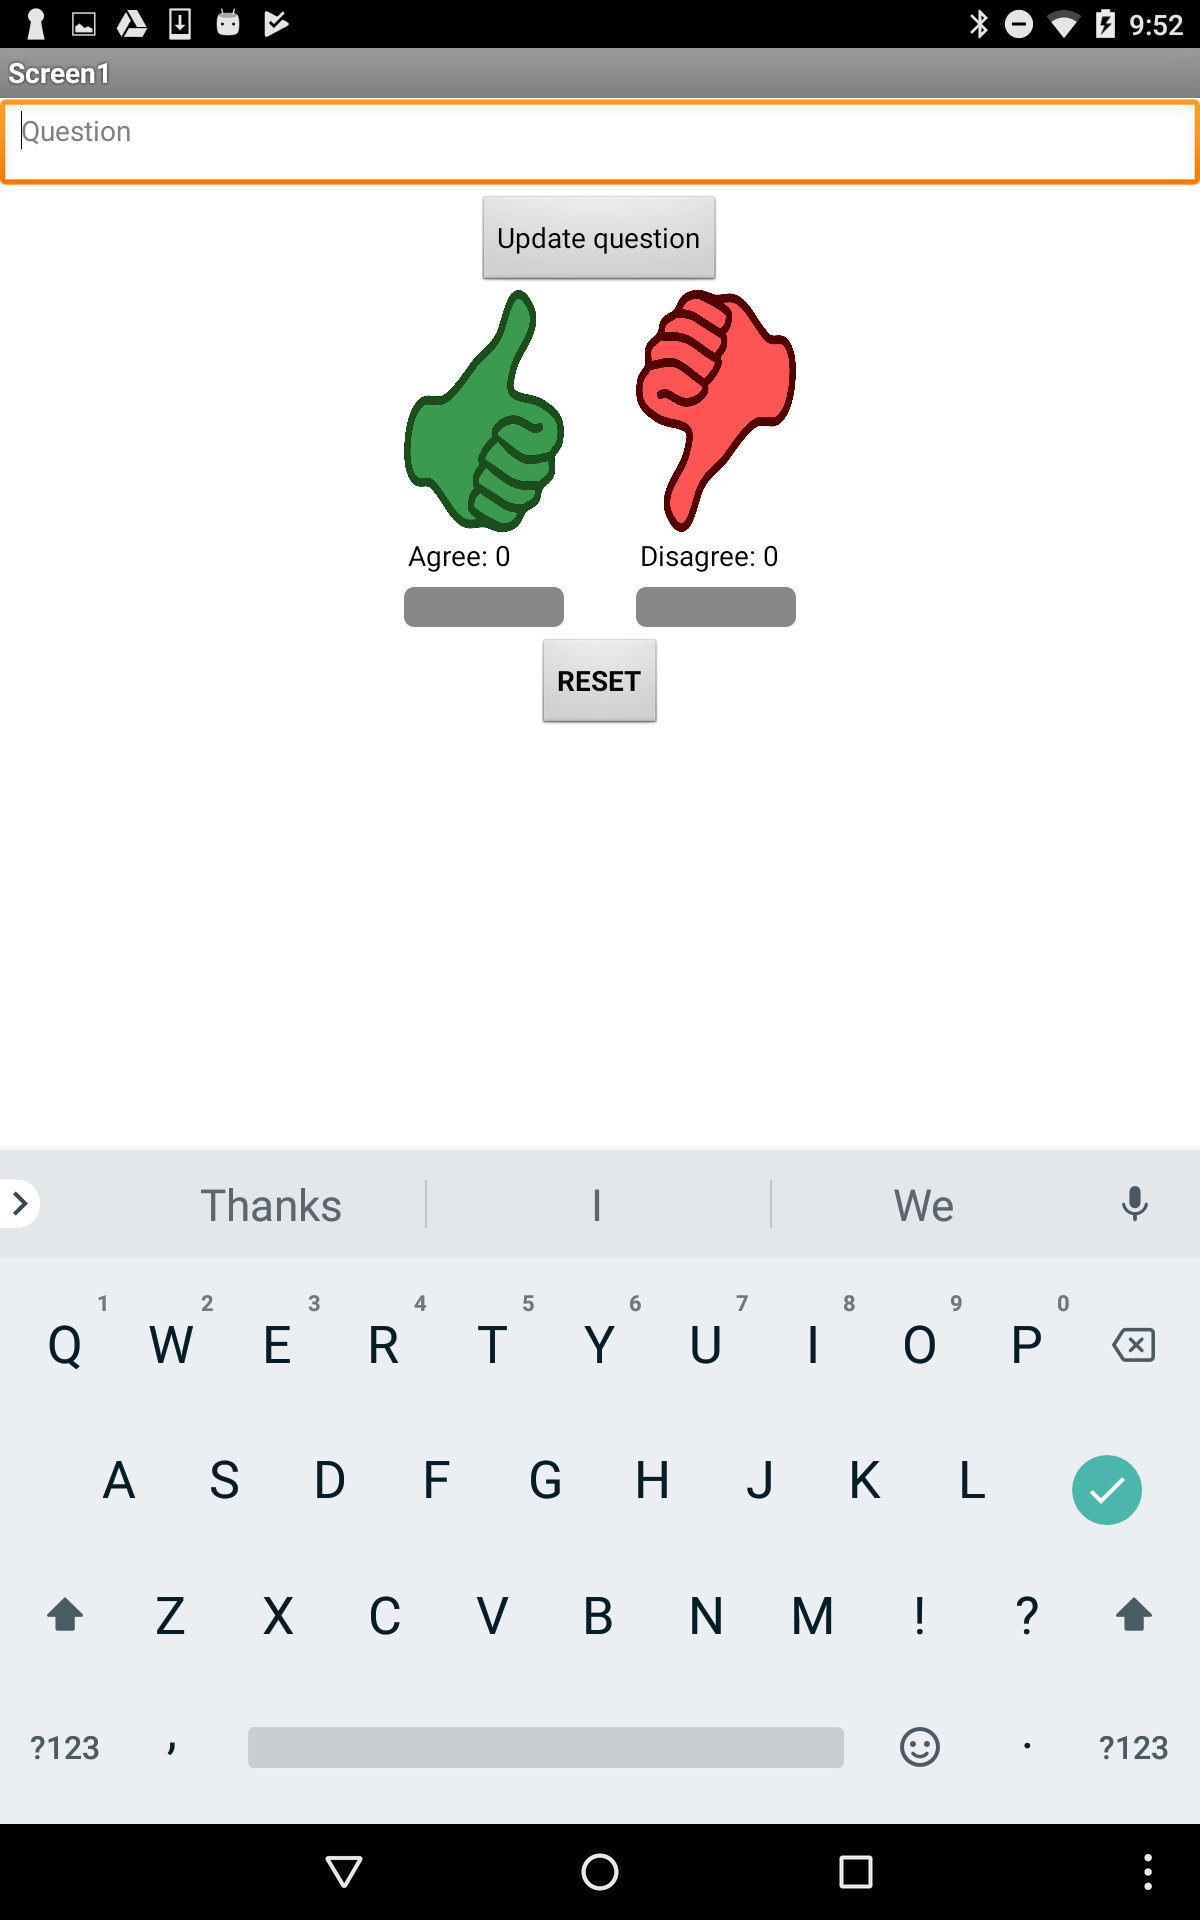 9:52
Screen1
Question
Update question
Agree: 0 Disagree: 0
RESET
Thanks I We
1 2 3 4 5 6 7 8 9 0
Q W E R T Y U I O P
A S D F G H J K L
Z X C V B N M ! ?
?123 , . ?123